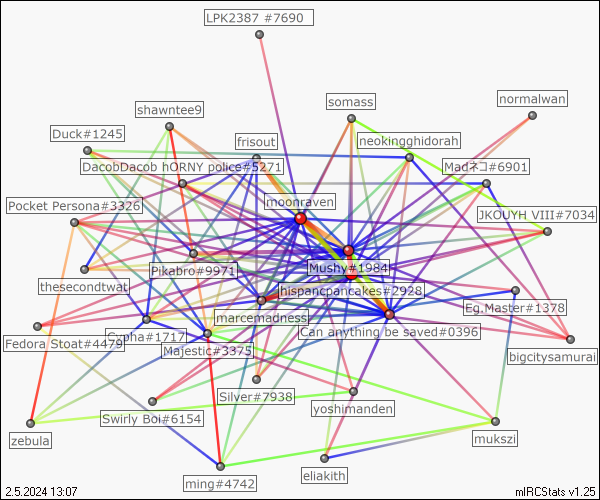 LPK2387 #7690
somass
normalwan
shawntee9
Duck#1245
frisout
neokingghidorah
DacobDacob hORNY police#5271
Madネコ#6901
moonraven
Pocket Persona#3326
JKOUYH VIII#7034
Mushy#1984
Pikabro#9971
thesecondtwat
hispanicpancakes#2928
Eg.Master#1378
marcemadness
Can anything be saved#0396
Fedora Stoat#4479
#1717
Majestic#3375
bigcitysamurai
Silver#7938
yoshimanden
Swirly Boi#6154
mukszi
zebula
eliakith
ming#4742
2.5.2024 13:07
mIRCStats v1.25